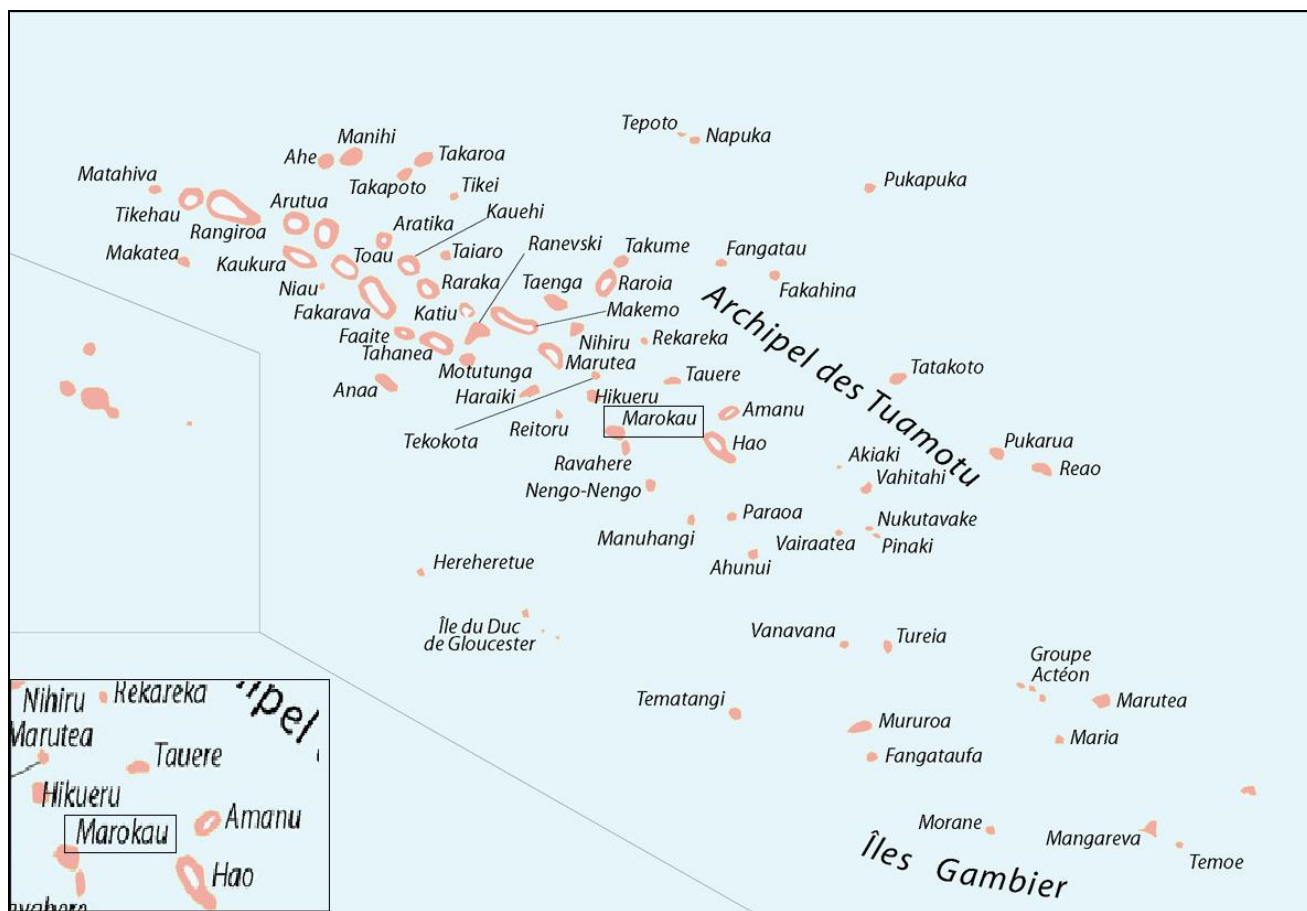 Tepoto
Napuka
Manihi
Ahe
Takaroa
Matahiva
Takapoto
Tikei
Pukapuka
Tikehau
Arutua
Kauehi
Rangiroa
Aratika
Makatea
Kaukura
Toau
Taiaro
Ranevski
Takume
Fangatau
Niau
Raraka
Taenga
Raroia
Fakahina
Fakarava
Katiu
Makemo
Archipel des Tuamotu
Faaite
Nihiru
Rekareka
Tahanea
Marutea
Motutunga
Tauere
Tatakoto
Anaa
Haraiki
Hikueru
Amanu
Tekokota
Reitoru
Marokau
Hao
Pukarua
Ravahere
Akiaki
Reao
Vahitahi
Nengo-Nengo
Paraoa
Nukutavake
Manuhangi
Vairaatea
Pinaki
Ahunui
Hereheretue
Île du Duc
de Gloucester
Vanavana
Tureia
Groupe
Actéon
Tematangi
Marutea
Mururoa
Maria
Fangataufa
Morane
Mangareva
Temoe
Îles Gambier
Nihiru
Rekareka
ipel
Marutea
Tauere
Hikueru
Amanu
Marokau
Hao
avahere